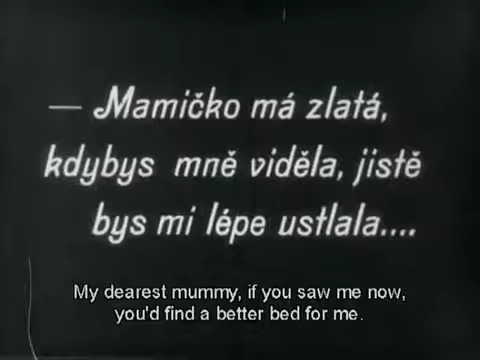 — Mamičko má zlatá,
kdybys mně viděla, jistě
bys mi lépe ustlala....
My dearest mummy, if you saw me now,
you'd find a better bed for me.